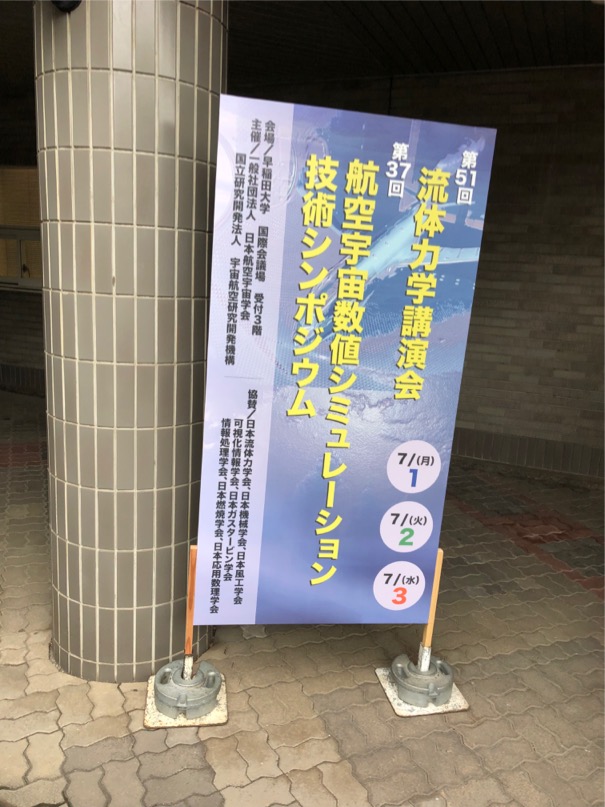 第51回
流体力学講演会
第37回
航空宇宙数値シミュレーション
技術シンポジウム
7/(月)
1
7/(火)
2
7/(水)
3
会場/早稲田大学 国際会議場 受付3階
主催/一般社団法人 日本航空宇宙学会
国立研究開発法人 宇宙航空研究開発機構
協賛/日本流体力学会、日本機械学会、日本風工学会
可視化情報学会、日本ガスタービン学会
情報処理学会、日本燃焼学会、日本応用数理学会